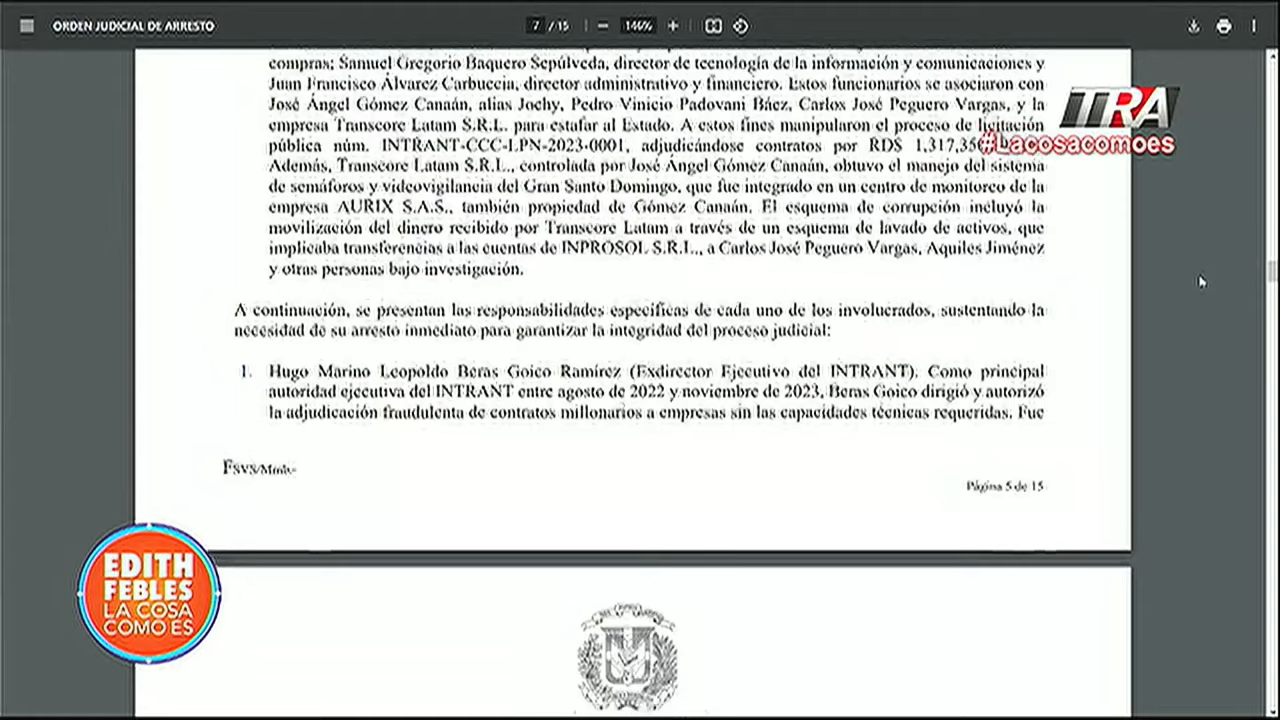 ORDEN JUDICIAL DE ARRESTO
7 / 15
146%
compras; Samuel Gregorio Baquero Sepúlveda, director de tecnología de la información y comunicaciones y
Juan Francisco Álvarez Carbuccia, director administrativo y financiero. Estos funcionarios se asociaron con
José Ángel Gómez Canaán, alias Jochy, Pedro Vinicio Padovani Báez, Carlos José Peguero Vargas, y la
empresa Transcore Latam S.R.L. para estafar al Estado. A estos fines manipularon el proceso de licitación
pública núm. INTRANT-CCC-LPN-2023-0001, adjudicándose contratos por RD$
Además, Transcore Latam S.R.L., controlada por José Ángel Gómez Canaán, obtuvo el manejo del sistema
de semáforos y videovigilancia del Gran Santo Domingo, que fue integrado en un centro de monitoreo de la
empresa AURIX S.A.S., también propiedad de Gómez Canaán. El esquema de corrupción incluyó la
movilización del dinero recibido por Transcore Latam a través de un esquema de lavado de activos, que
implicaba transferencias a las cuentas de INPROSOL S.R.L., a Carlos José Peguero Vargas, Aquiles Jiménez
y otras personas bajo investigación.
A continuación, se presentan las responsabilidades específicas de cada uno de los involucrados, sustentando la
necesidad de su arresto inmediato para garantizar la integridad del proceso judicial:
1. Hugo Marino Leopoldo Beras Goico Ramírez (Exdirector Ejecutivo del INTRANT). Como principal
autoridad ejecutiva del INTRANT entre agosto de 2022 y noviembre de 2023, Beras Goico dirigió y autorizó
la adjudicación fraudulenta de contratos millonarios a empresas sin las capacidades técnicas requeridas. Fue
Página 5 de 15
TRA
#Lacosacomoes
EDITH
FEBLES
LA COSA
COMO ES